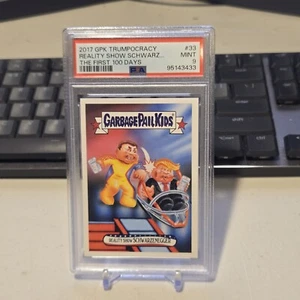 2017 GPK TRUMPOCRACY #33
REALITY SHOW SCHWARZ... MINT
THE FIRST 100 DAYS 9
PSA 95143433
GARBAGE PAIL KIDS
REALITY SHOW SCHWARZENEGGER